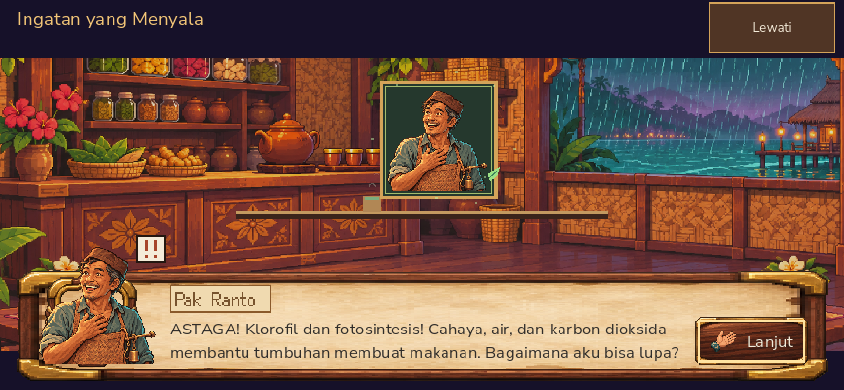 Ingatan yang Menyala
Lewati
!!
Pak Ranto
ASTAGA! Klorofil dan fotosintesis! Cahaya, air, dan karbon dioksida
membantu tumbuhan membuat makanan. Bagaimana aku bisa lupa?
Lanjut